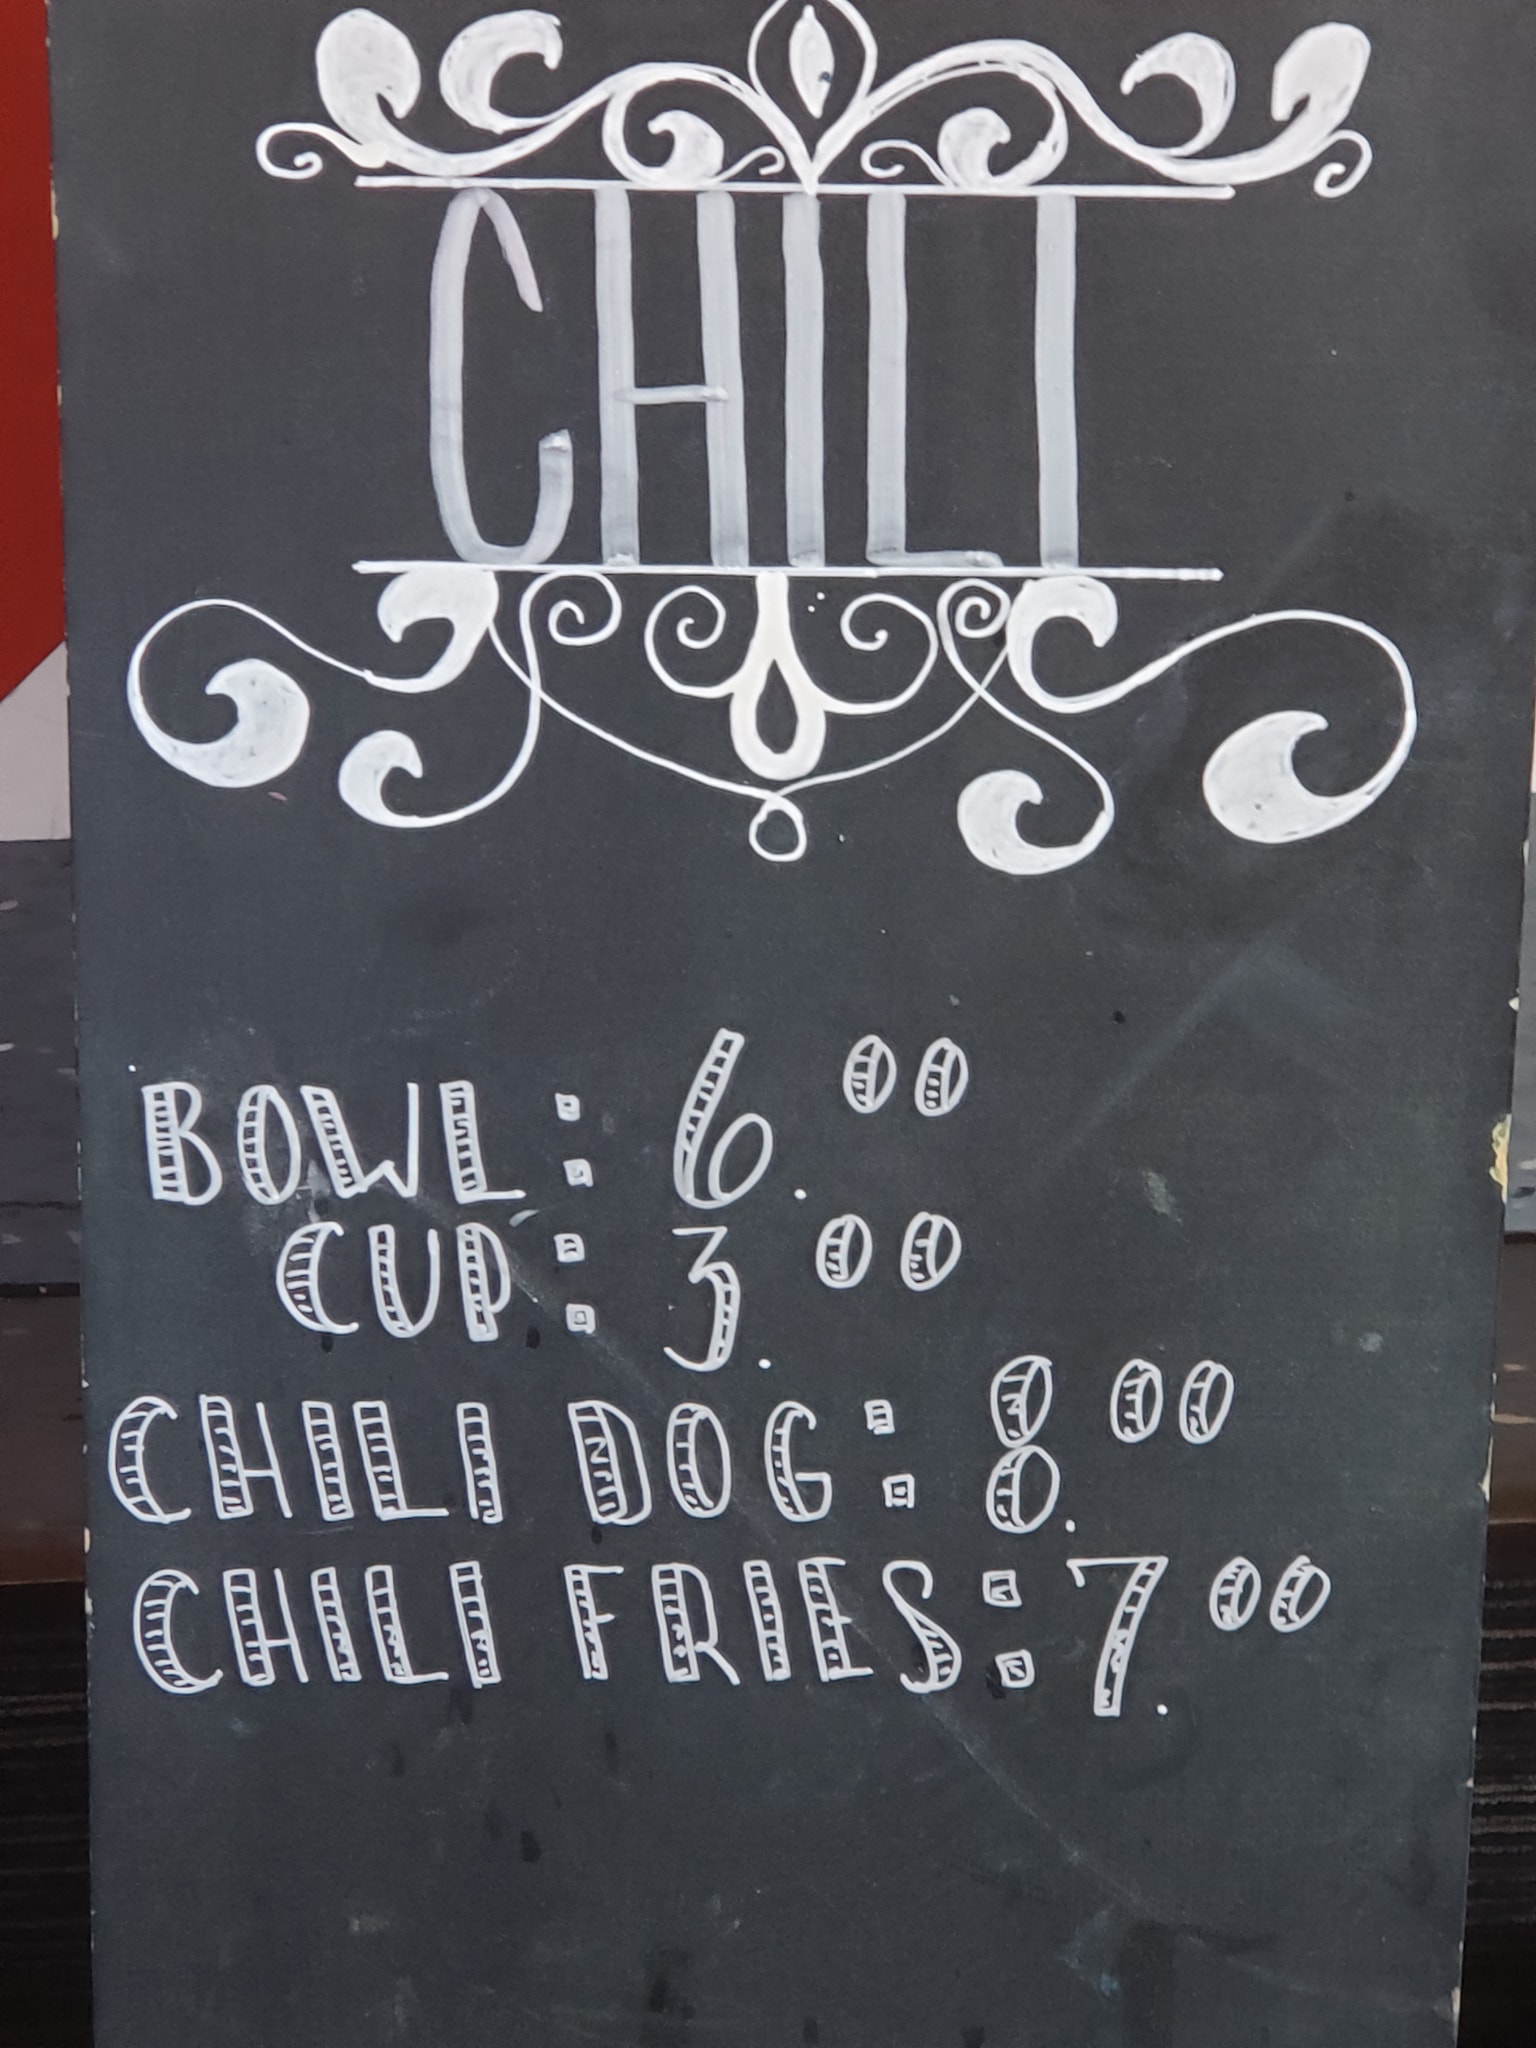 CHILI
BOWL: 6.00
CUP: 3.00
CHILI DOG: 8.00
CHILI FRIES: 7.00